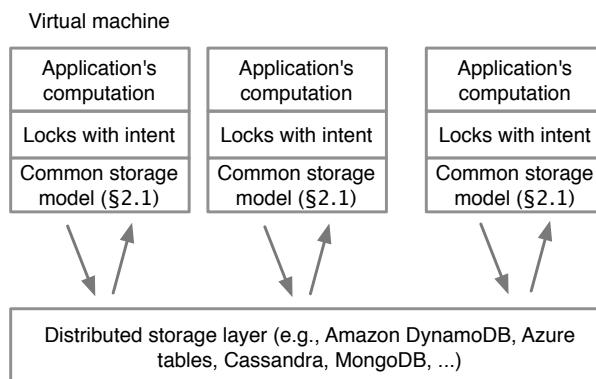 Virtual machine
Application's
computation
Locks with intent
Common storage
model (§2.1)
Application's
computation
Locks with intent
Common storage
model (§2.1)
Application's
computation
Locks with intent
Common storage
model (§2.1)
Distributed storage layer (e.g., Amazon DynamoDB, Azure
tables, Cassandra, MongoDB, ...)